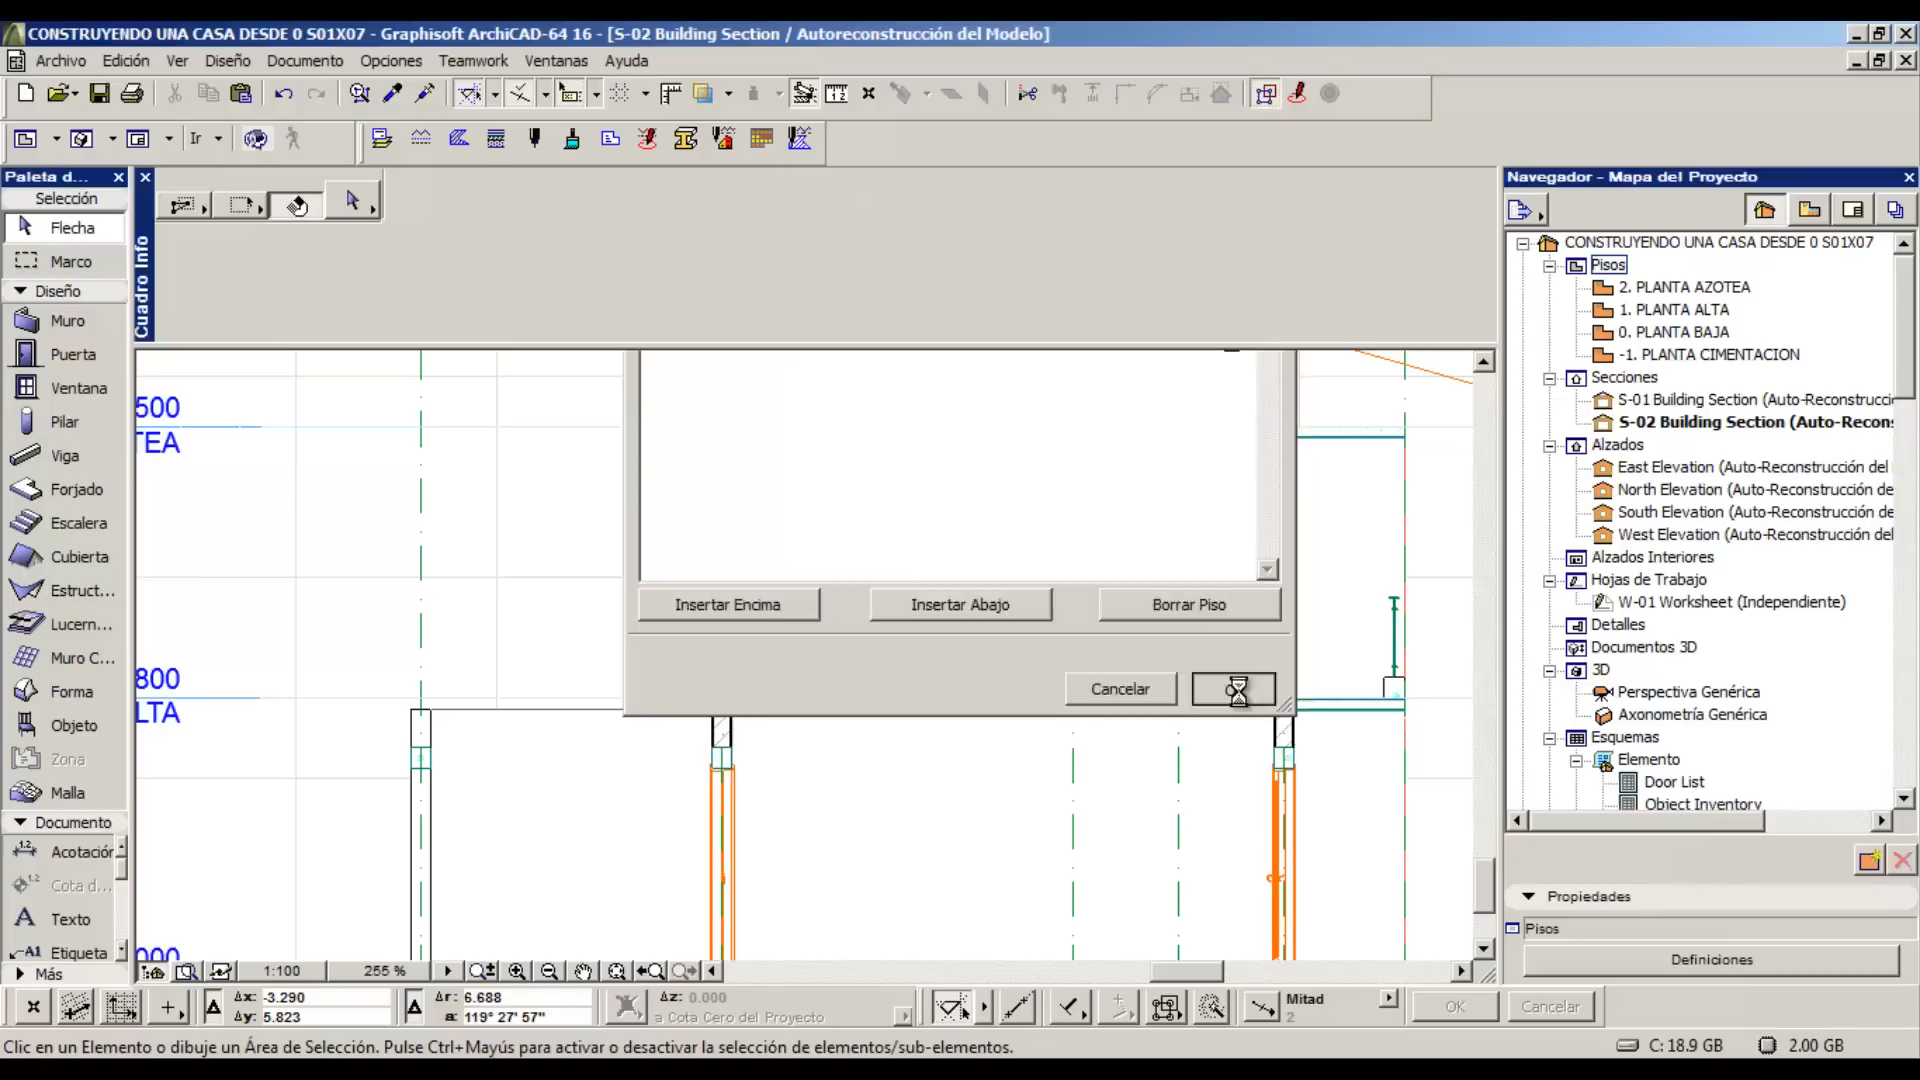 CONSTRUYENDO UNA CASA DESDE 0 S01X07 - Graphisoft ArchiCAD-64 16 - [S-02 Building Section / Autoreconstrucción del Modelo]
Archivo Edición Ver Diseño Documento Opciones Teamwork Ventanas Ayuda
Ir
Paleta d...
Selección
Flecha
Marco
Diseño
Muro
Puerta
Ventana
Pilar
Viga
Forjado
Escalera
Cubierta
Estruct...
Lucern...
Muro C...
Forma
Objeto
Zona
Malla
Documento
Acotación
Cota d...
Texto
Etiqueta
Más
Cuadro Info
500
TEA
800
LTA
000
Insertar Encima
Insertar Abajo
Borrar Piso
Cancelar
Navegador - Mapa del Proyecto
CONSTRUYENDO UNA CASA DESDE 0 S01X07
Pisos
2. PLANTA AZOTEA
1. PLANTA ALTA
0. PLANTA BAJA
-1. PLANTA CIMENTACION
Secciones
S-01 Building Section (Auto-Reconstrucci
S-02 Building Section (Auto-Recons
Alzados
East Elevation (Auto-Reconstrucción del
North Elevation (Auto-Reconstrucción de
South Elevation (Auto-Reconstrucción de
West Elevation (Auto-Reconstrucción del
Alzados Interiores
Hojas de Trabajo
W-01 Worksheet (Independiente)
Detalles
Documentos 3D
3D
Perspectiva Genérica
Axonometría Genérica
Esquemas
Elemento
Door List
Object Inventory
Propiedades
Pisos
Definiciones
1:100
255 %
Δx: -3.290
Δy: 5.823
Δr: 6.688
a: 119° 27' 57"
Δz: 0.000
a Cota Cero del Proyecto
Mitad
2
OK
Cancelar
Clic en un Elemento o dibuje un Área de Selección. Pulse Ctrl+Mayús para activar o desactivar la selección de elementos/sub-elementos.
C: 18.9 GB
2.00 GB